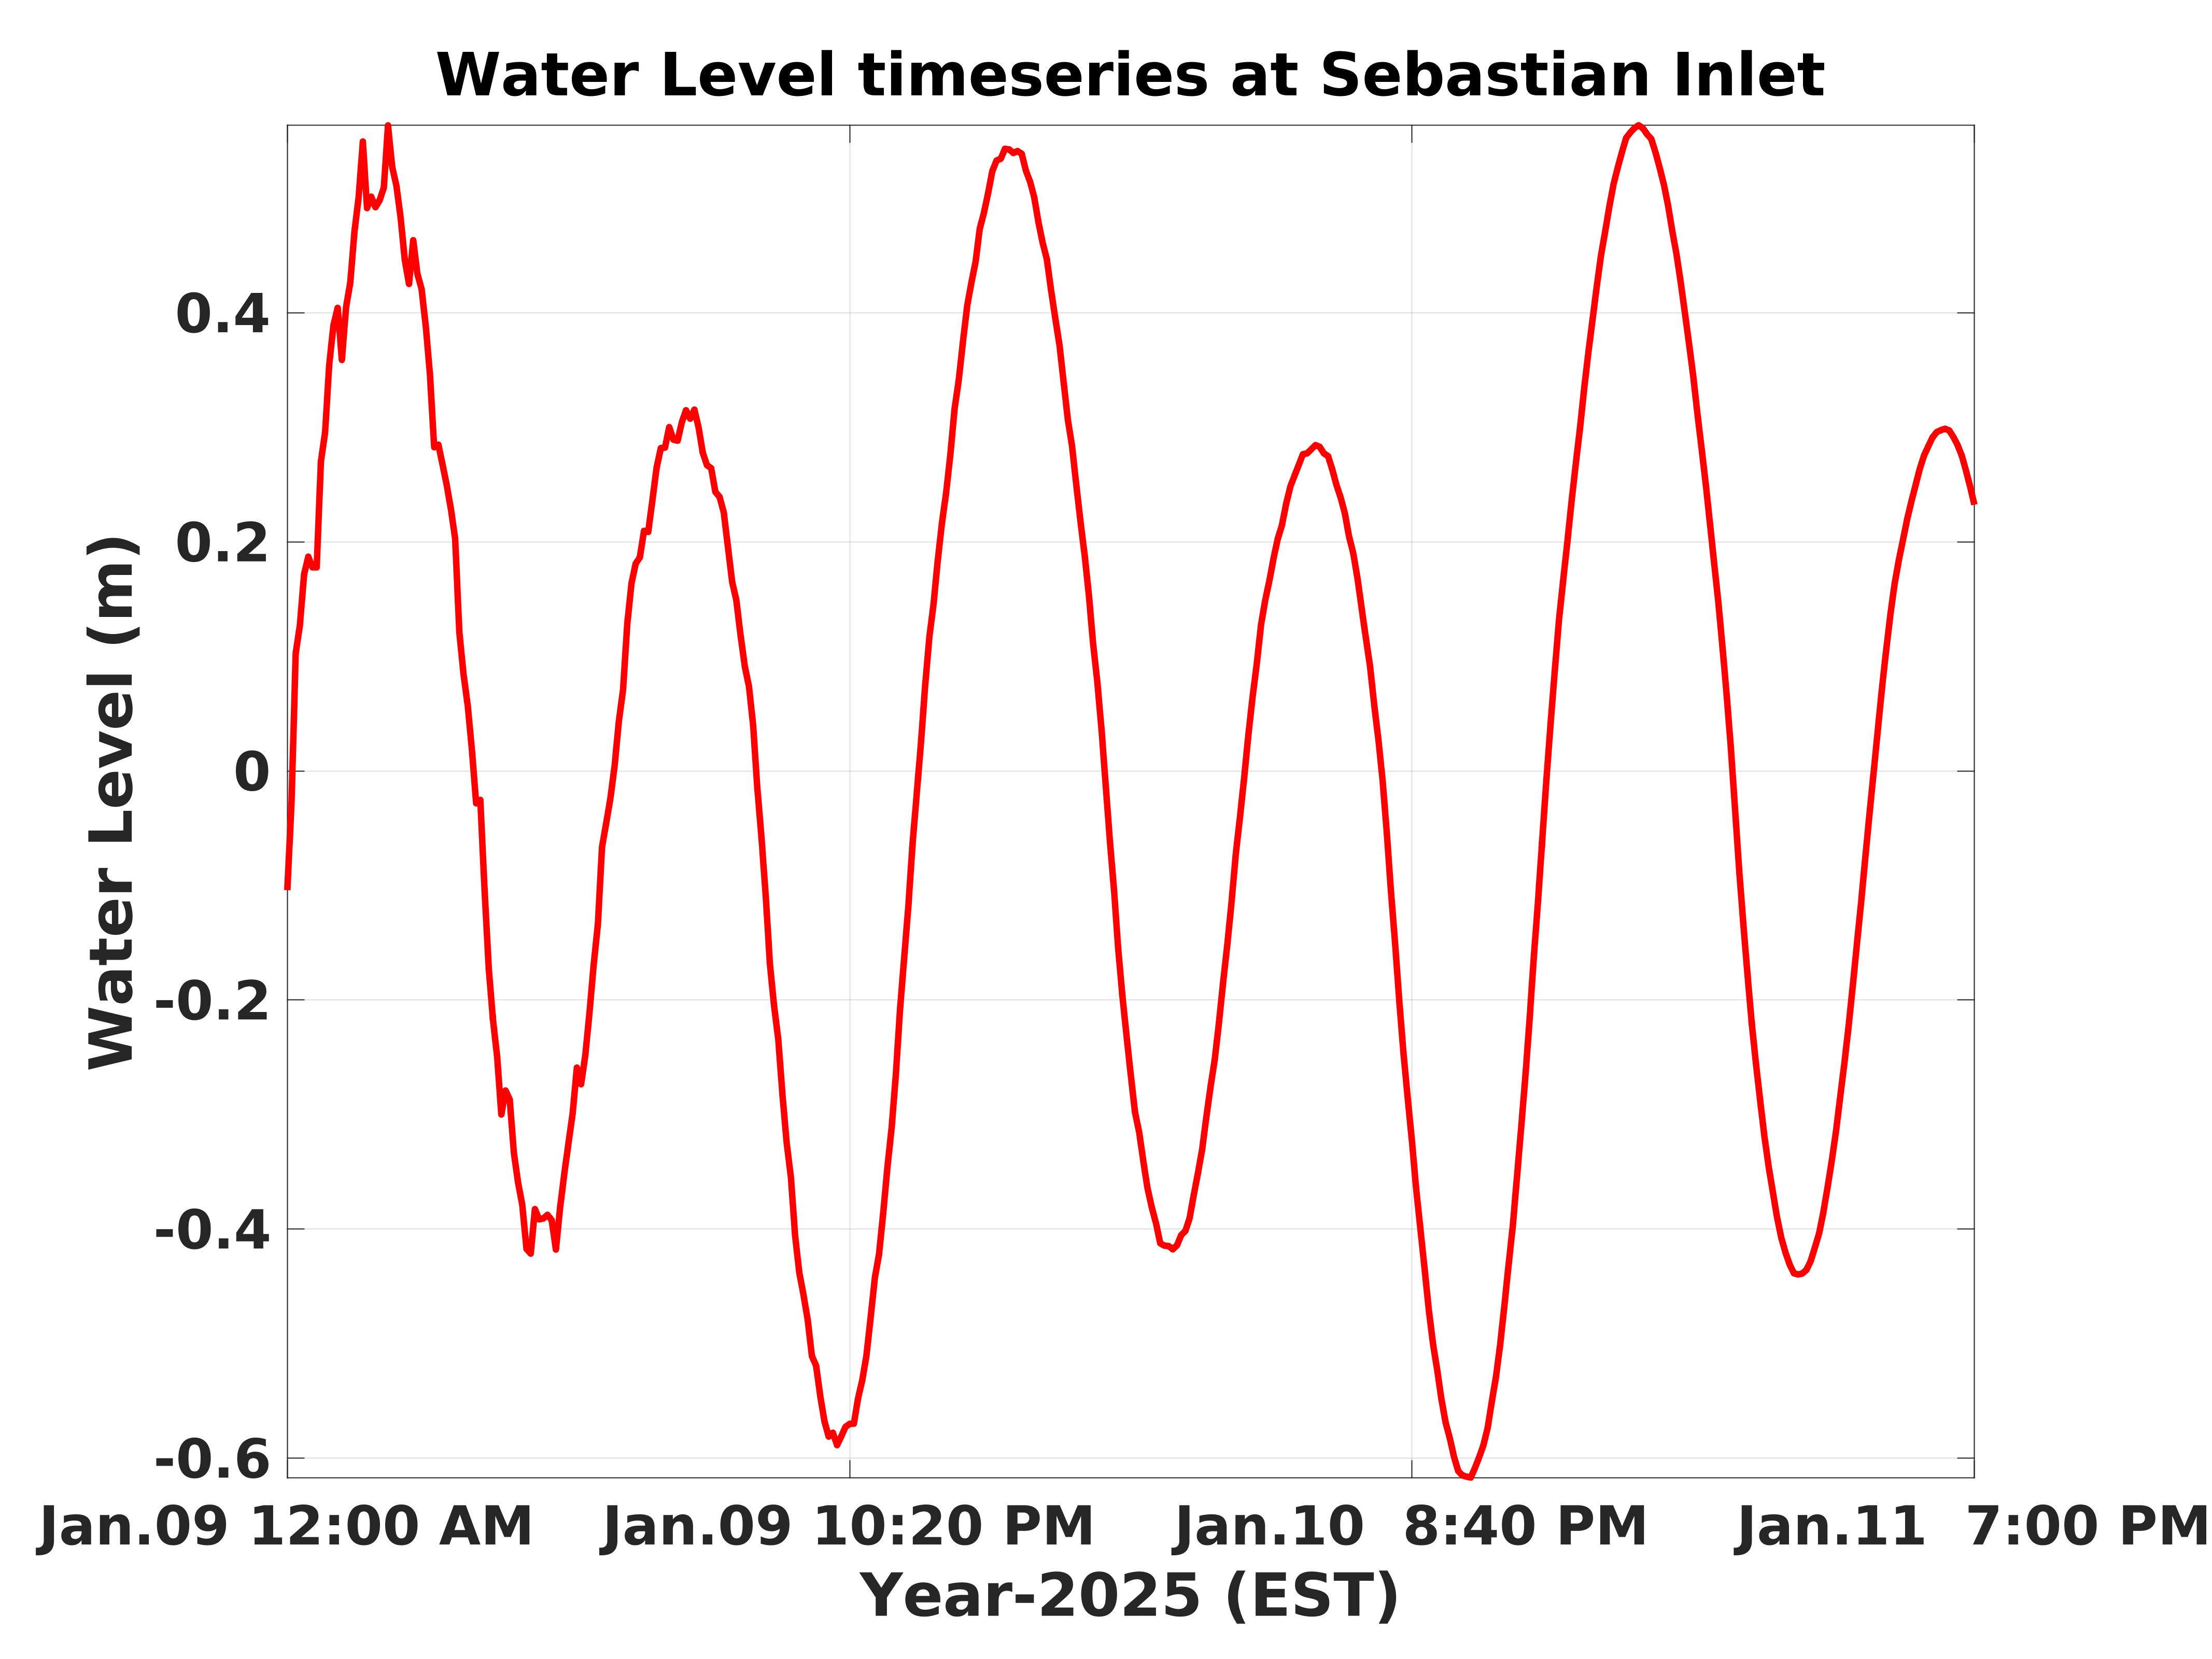 Water Level timeseries at Sebastian Inlet
Water Level (m)
0.4
0.2
0
-0.2
-0.4
-0.6
Jan.09 12:00 AM
Jan.09 10:20 PM
Jan.10  8:40 PM
Jan.11  7:00 PM
Year-2025 (EST)